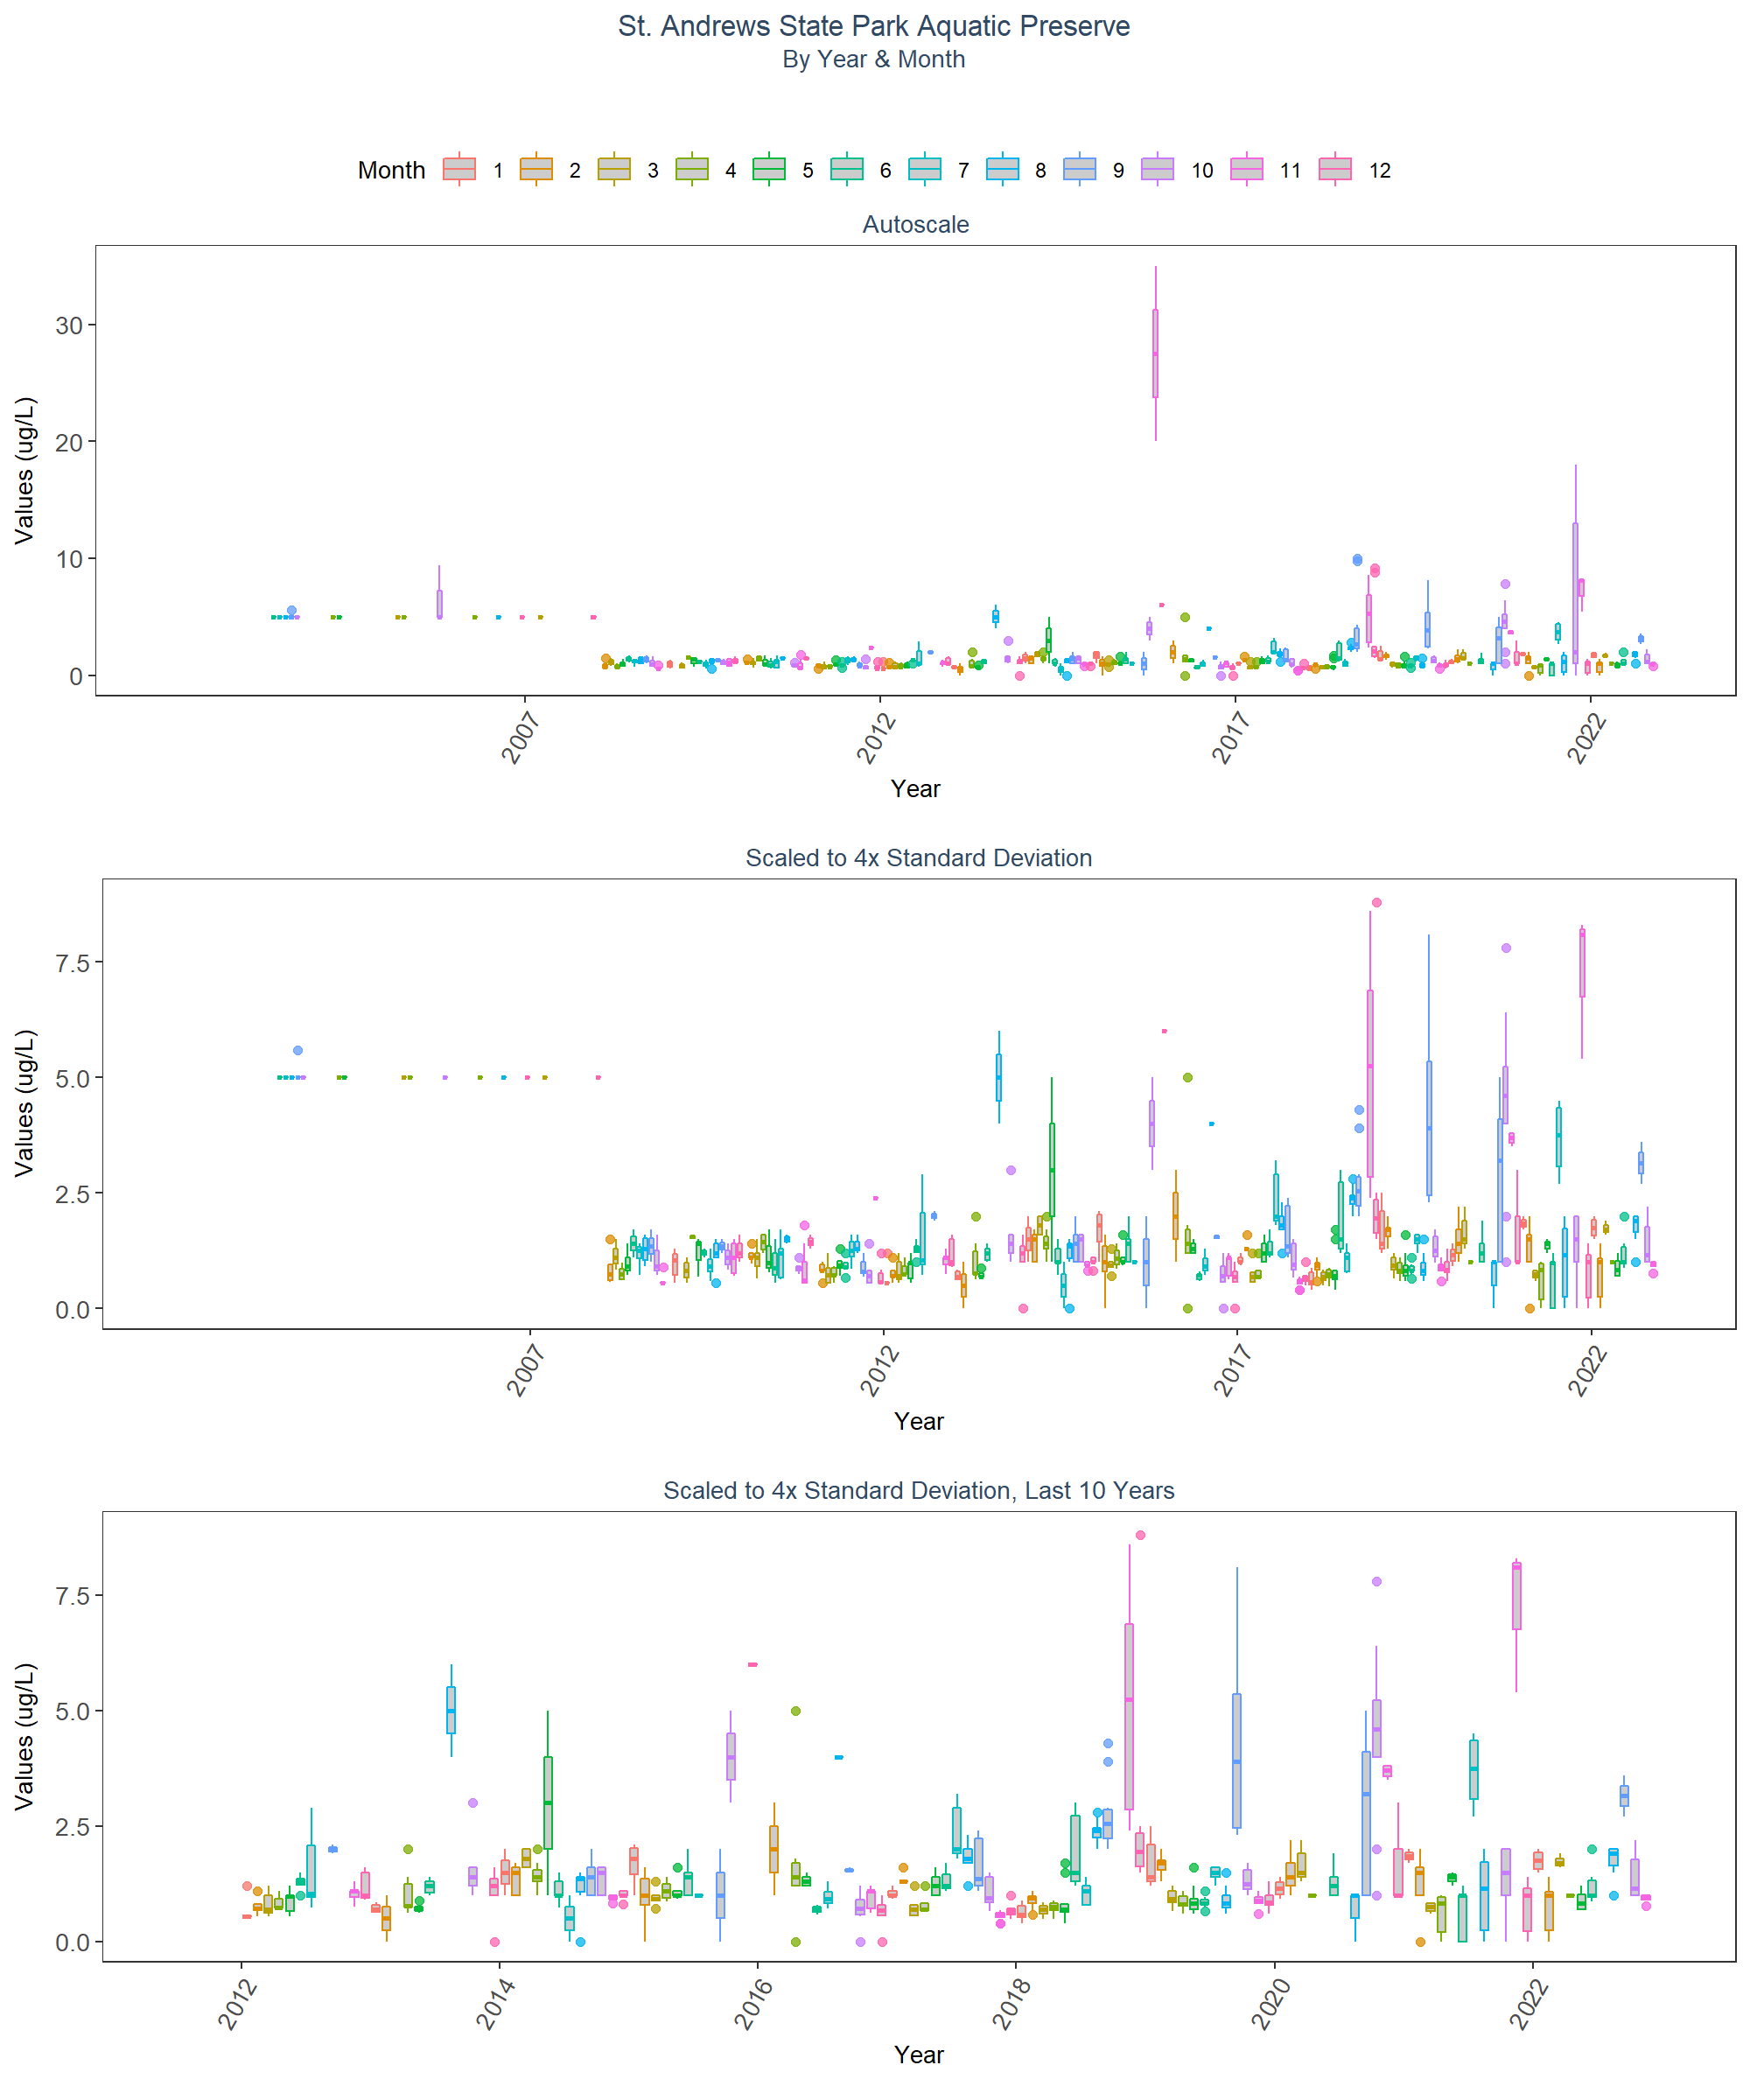 St. Andrews State Park Aquatic Preserve
By Year & Month
Month 1 2 3 4 5 6 7 8 9 10 11 12
Autoscale
Values (ug/L)
30
20
10
0
2007 2012 2017 2022
Year
Scaled to 4x Standard Deviation
Values (ug/L)
7.5
5.0
2.5
0.0
2007 2012 2017 2022
Year
Scaled to 4x Standard Deviation, Last 10 Years
Values (ug/L)
7.5
5.0
2.5
0.0
2012 2014 2016 2018 2020 2022
Year